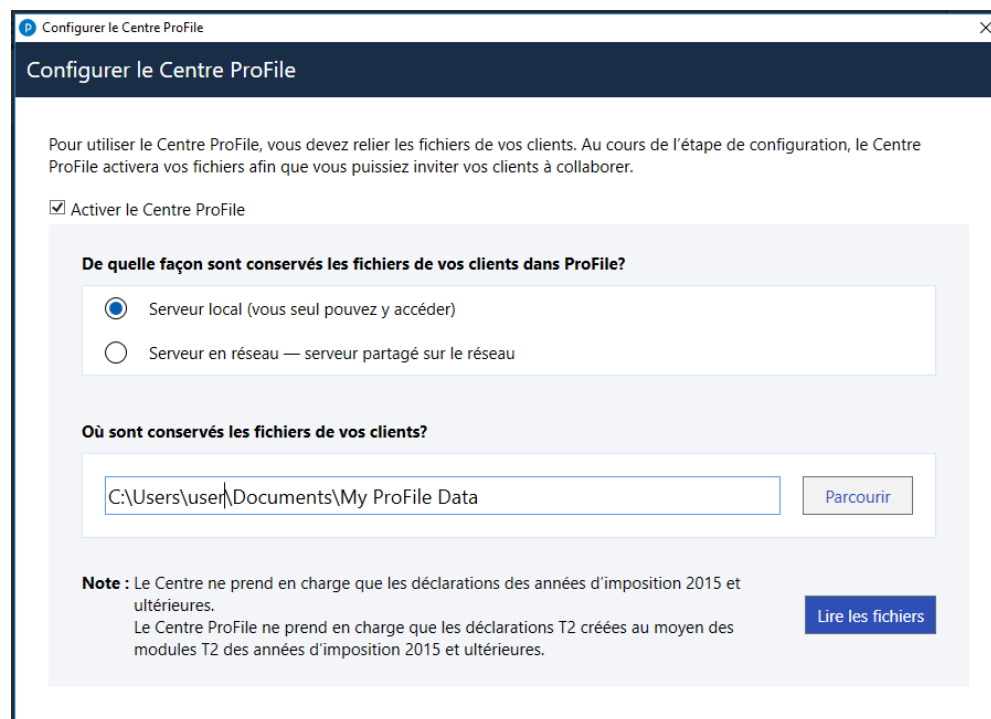 Configurer le Centre ProFile
Configurer le Centre ProFile
Pour utiliser le Centre ProFile, vous devez relier les fichiers de vos clients. Au cours de l’étape de configuration, le Centre
ProFile activera vos fichiers afin que vous puissiez inviter vos clients à collaborer.
Activer le Centre ProFile
De quelle façon sont conservés les fichiers de vos clients dans ProFile?
Serveur local (vous seul pouvez y accéder)
Serveur en réseau — serveur partagé sur le réseau
Où sont conservés les fichiers de vos clients?
C:\Users\user\Documents\My ProFile Data
Parcourir
Note : Le Centre ne prend en charge que les déclarations des années d’imposition 2015 et
ultérieures.
Le Centre ProFile ne prend en charge que les déclarations T2 créées au moyen des
modules T2 des années d’imposition 2015 et ultérieures.
Lire les fichiers